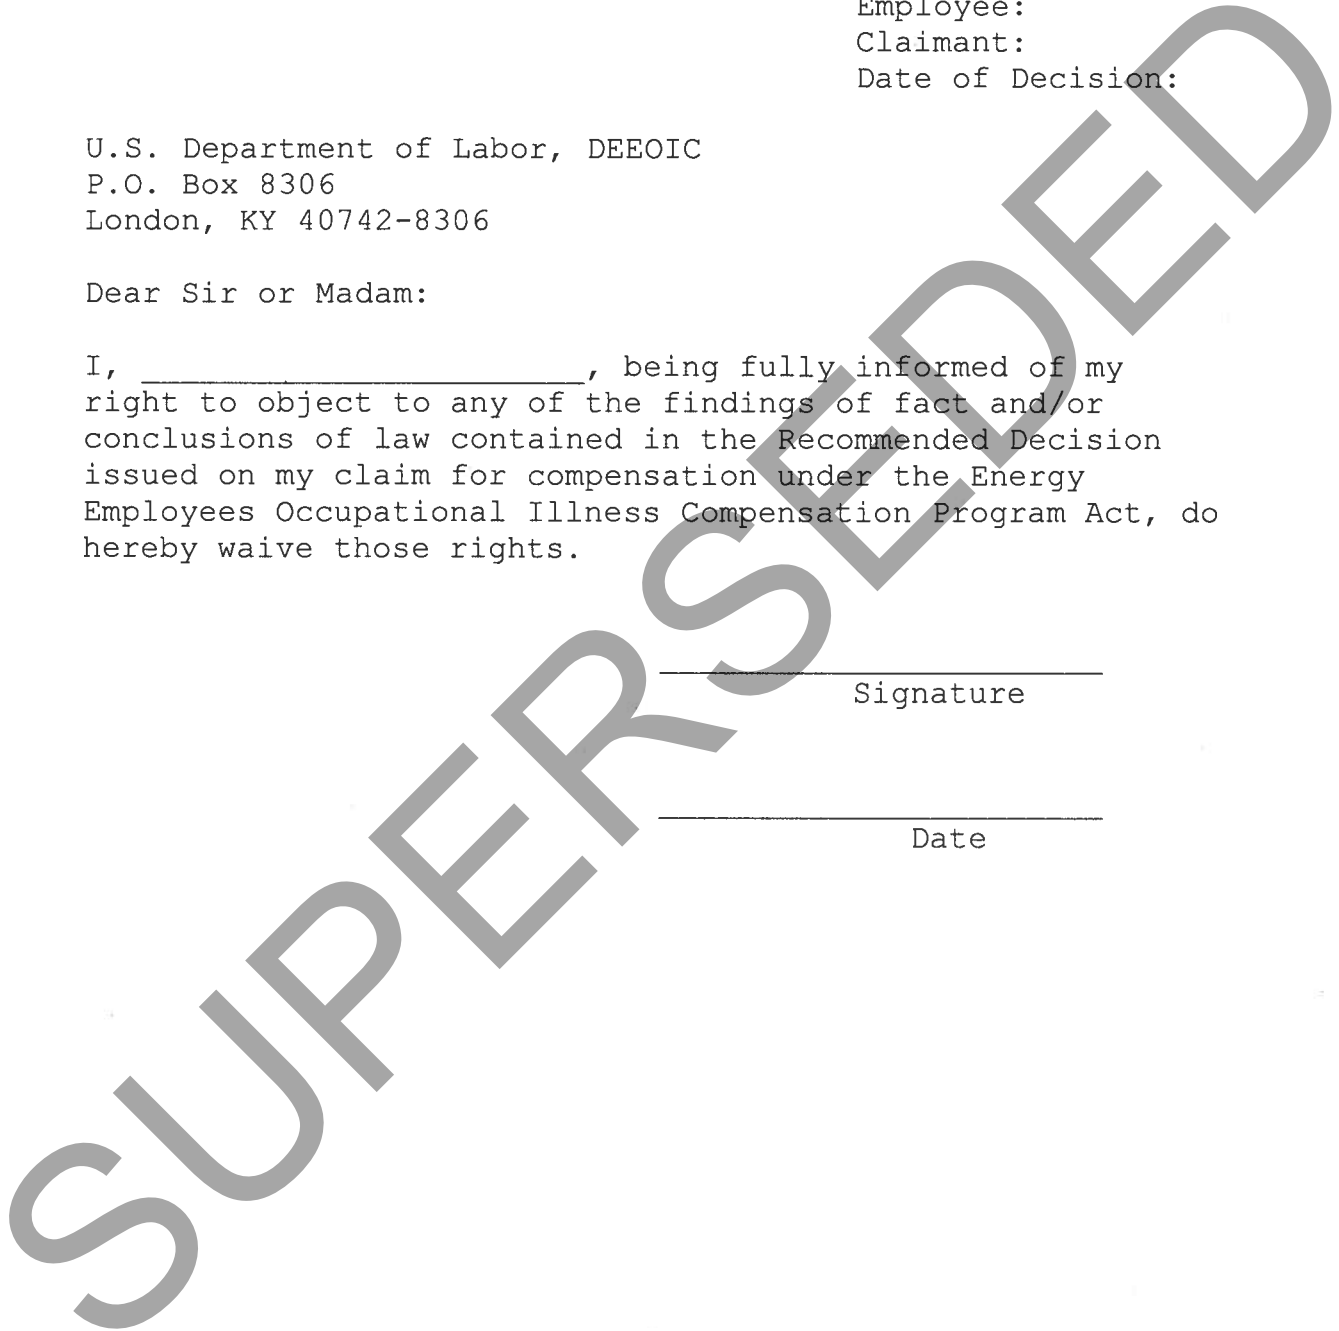 Employee:
Claimant:
Date of Decision:
U.S. Department of Labor, DEEOIC
P.O. Box 8306
London, KY 40742-8306
Dear Sir or Madam:
I, ______________________, being fully informed of my
right to object to any of the findings of fact and/or
conclusions of law contained in the Recommended Decision
issued on my claim for compensation under the Energy
Employees Occupational Illness Compensation Program Act, do
hereby waive those rights.
Signature
Date
SUPERSEDED